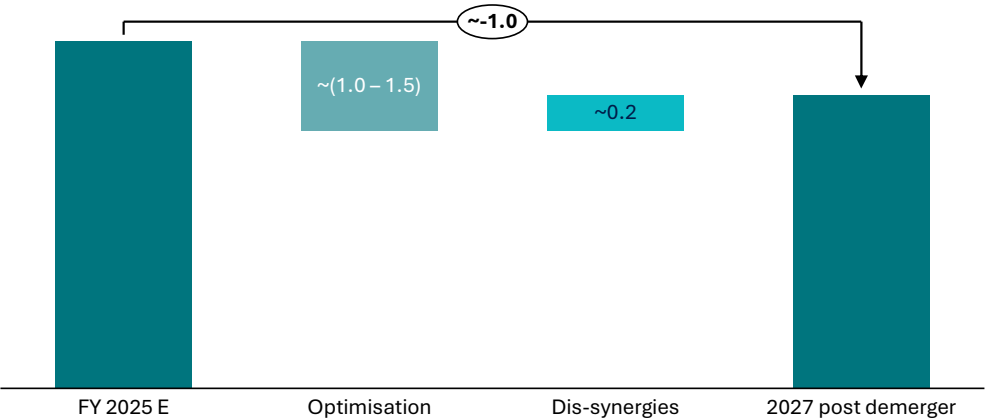 ~-1.0
~(1.0 – 1.5)
~0.2
FY 2025 E
Optimisation
Dis-synergies
2027 post demerger